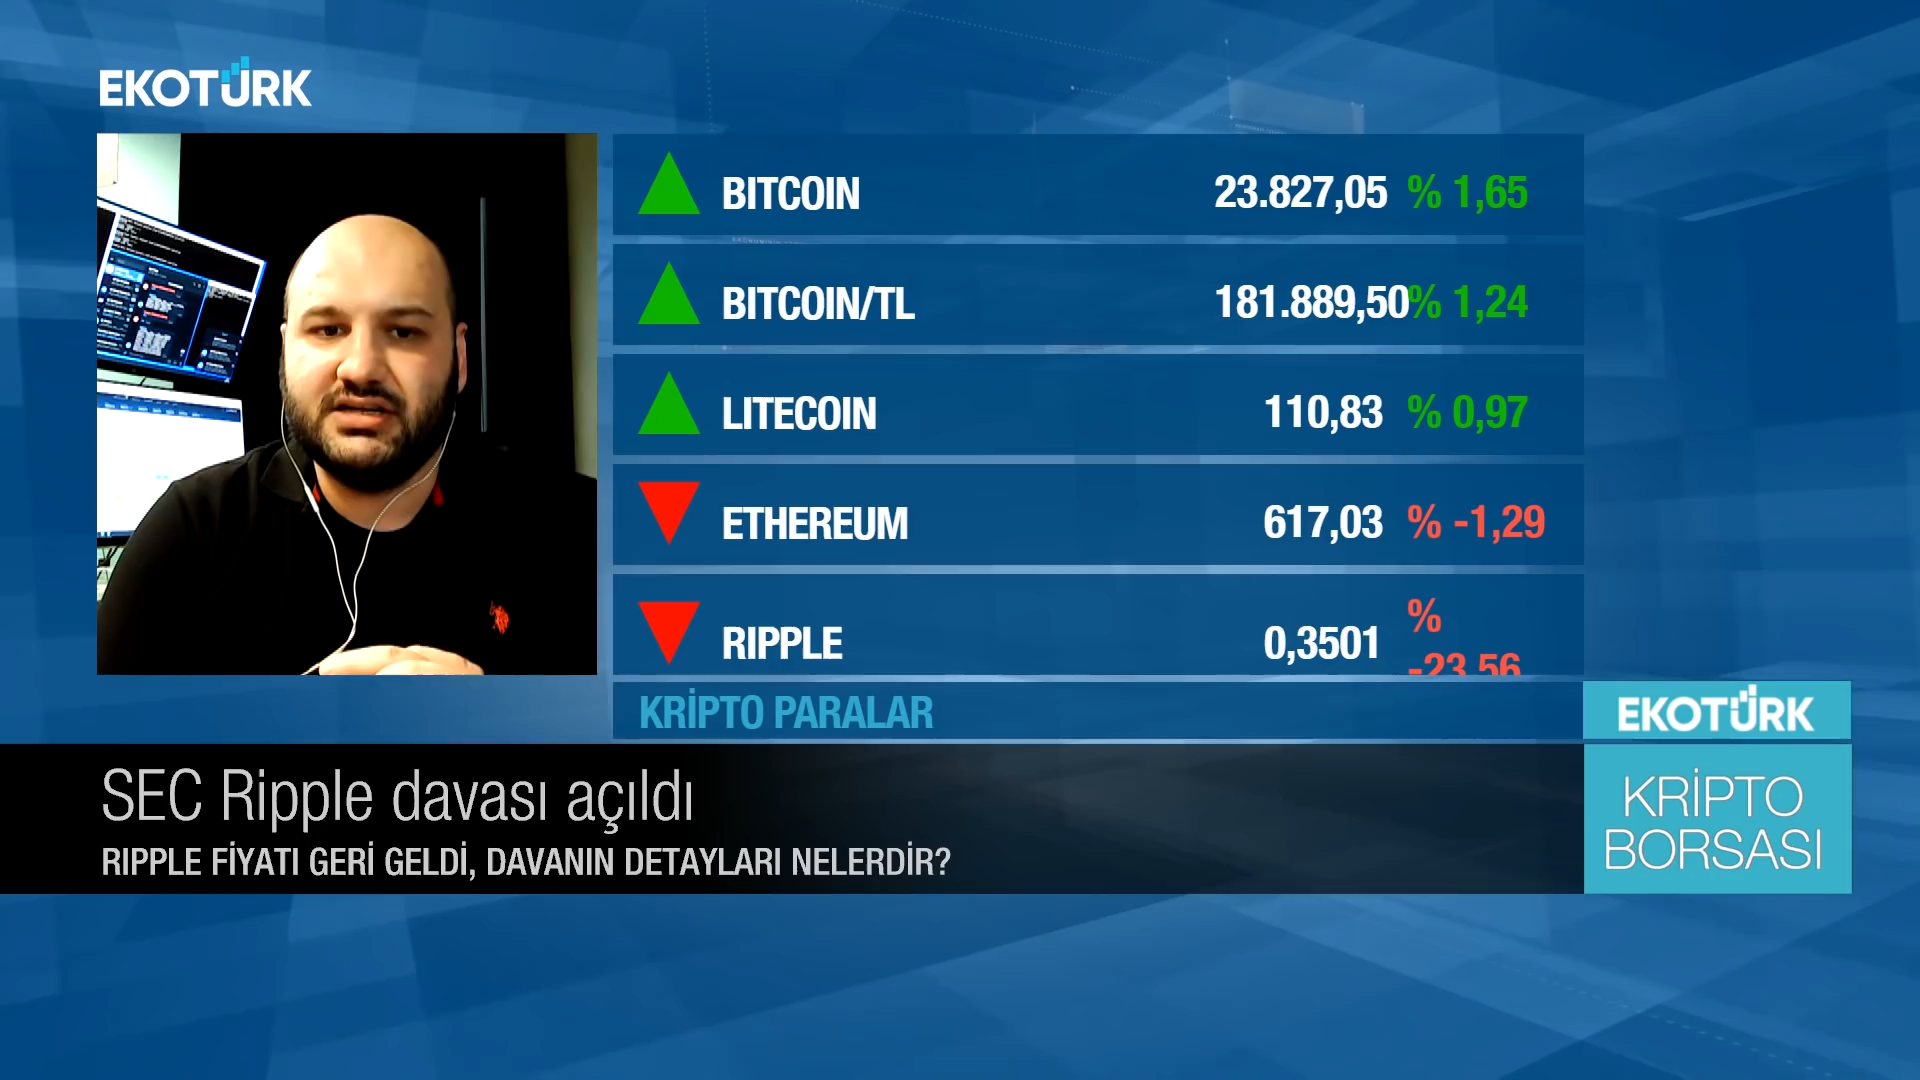 EKOTÜRK
BITCOIN 23.827,05 % 1,65
BITCOIN/TL 181.889,50 % 1,24
LITECOIN 110,83 % 0,97
ETHEREUM 617,03 % -1,29
RIPPLE 0,3501 % -23,56
KRİPTO PARALAR
EKOTÜRK
SEC Ripple davası açıldı
RIPPLE FİYATI GERİ GELDİ, DAVANIN DETAYLARI NELERDİR?
KRİPTO
BORSASI